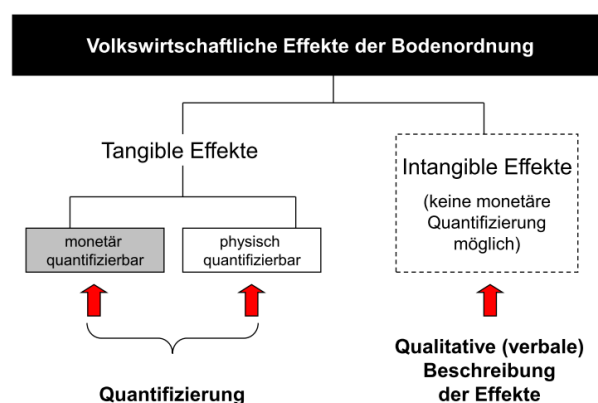 Volkswirtschaftliche Effekte der Bodenordnung
Tangible Effekte
Intangible Effekte
(keine monetäre
Quantifizierung
möglich)
monetär
quantifizierbar
physisch
quantifizierbar
Quantifizierung
Qualitative (verbale)
Beschreibung
der Effekte